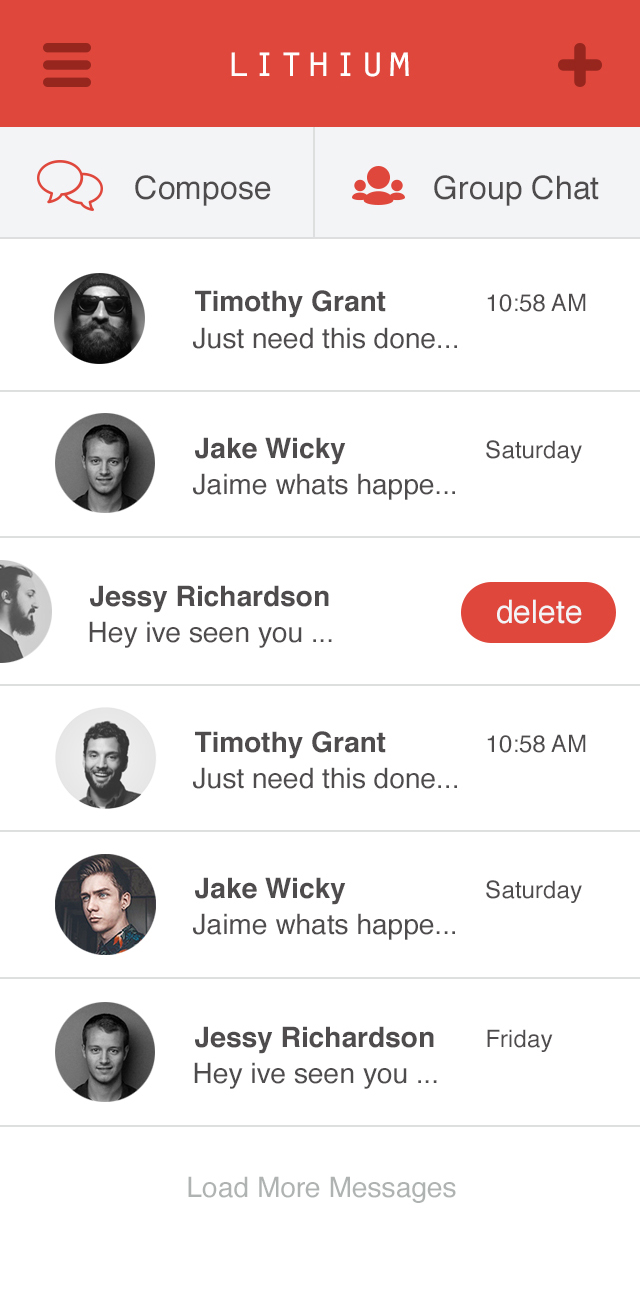 LITHIUM
Compose
Group Chat
Timothy Grant
10:58 AM
Just need this done...
Jake Wicky
Saturday
Jaime whats happe...
Jessy Richardson
Hey ive seen you ...
delete
Timothy Grant
10:58 AM
Just need this done...
Jake Wicky
Saturday
Jaime whats happe...
Jessy Richardson
Friday
Hey ive seen you ...
Load More Messages